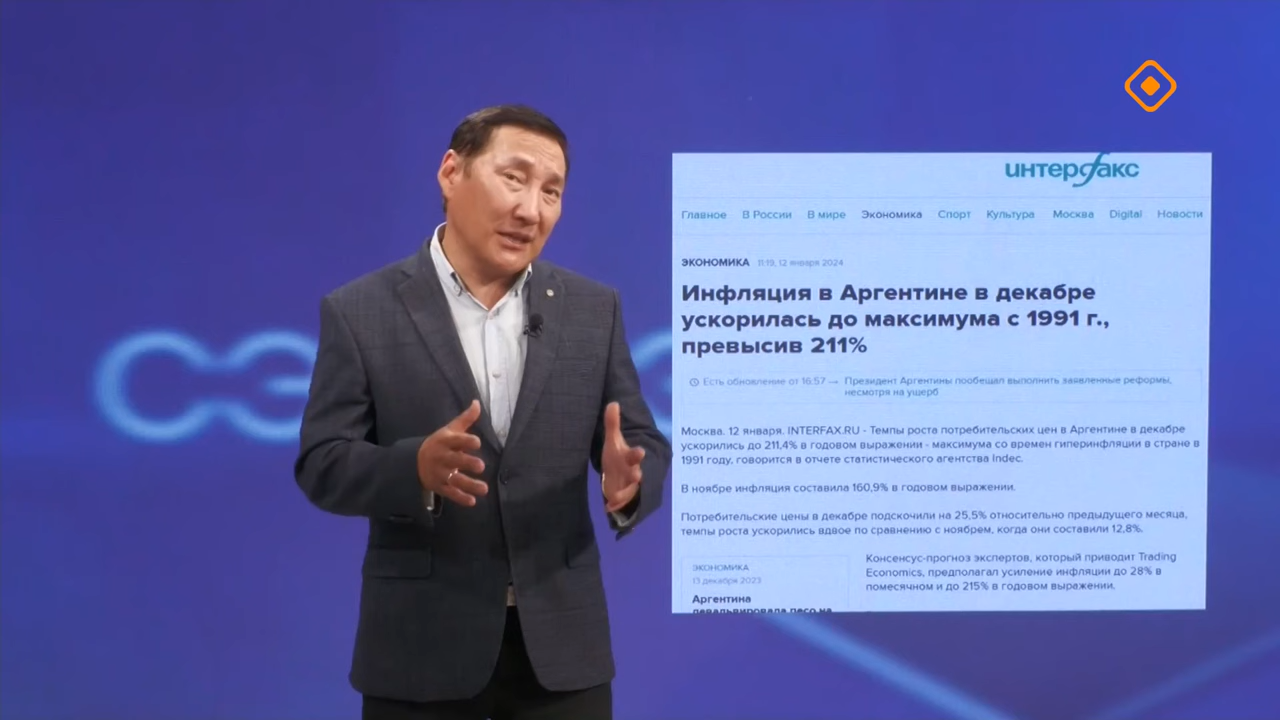 СЭ
интерфакс
Главное В России В мире Экономика Спорт Культура Москва Digital Новости
ЭКОНОМИКА 11:19, 12 января 2024
Инфляция в Аргентине в декабре
ускорилась до максимума с 1991 г.,
превысив 211%
Есть обновление от 16:57 → Президент Аргентины пообещал выполнить заявленные реформы,
несмотря на ущерб
Москва. 12 января. INTERFAX.RU - Темпы роста потребительских цен в Аргентине в декабре
ускорились до 211,4% в годовом выражении - максимума со времен гиперинфляции в стране в
1991 году, говорится в отчете статистического агентства Indec.
В ноябре инфляция составила 160,9% в годовом выражении.
Потребительские цены в декабре подскочили на 25,5% относительно предыдущего месяца,
темпы роста ускорились вдвое по сравнению с ноябрем, когда они составили 12,8%.
Консенсус-прогноз экспертов, который приводит Trading
Economics, предполагал усиление инфляции до 28% в
помесячном и до 215% в годовом выражении.
ЭКОНОМИКА
13 декабря 2023
Аргентина
девальвировала песо на